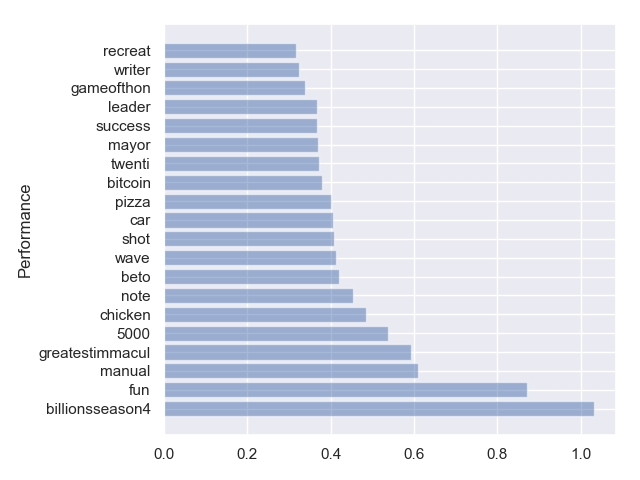 recreat
writer
gameofthon
leader
success
mayor
twenti
bitcoin
pizza
car
shot
wave
beto
note
chicken
5000
greatestimmacul
manual
fun
billionsseason4
Performance
0.0 0.2 0.4 0.6 0.8 1.0